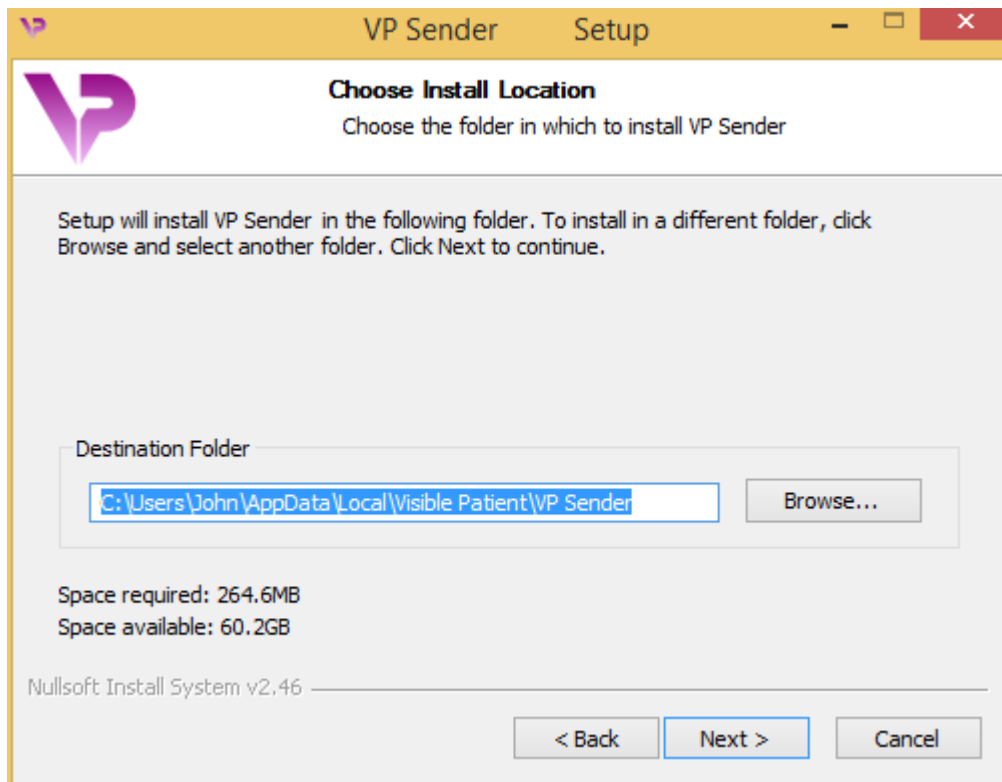 VP Sender Setup
Choose Install Location
Choose the folder in which to install VP Sender
Setup will install VP Sender in the following folder. To install in a different folder, click
Browse and select another folder. Click Next to continue.
Destination Folder
C:\Users\John\AppData\Local\Visible Patient\VP Sender
Browse...
Space required: 264.6MB
Space available: 60.2GB
Nullsoft Install System v2.46
< Back
Next >
Cancel